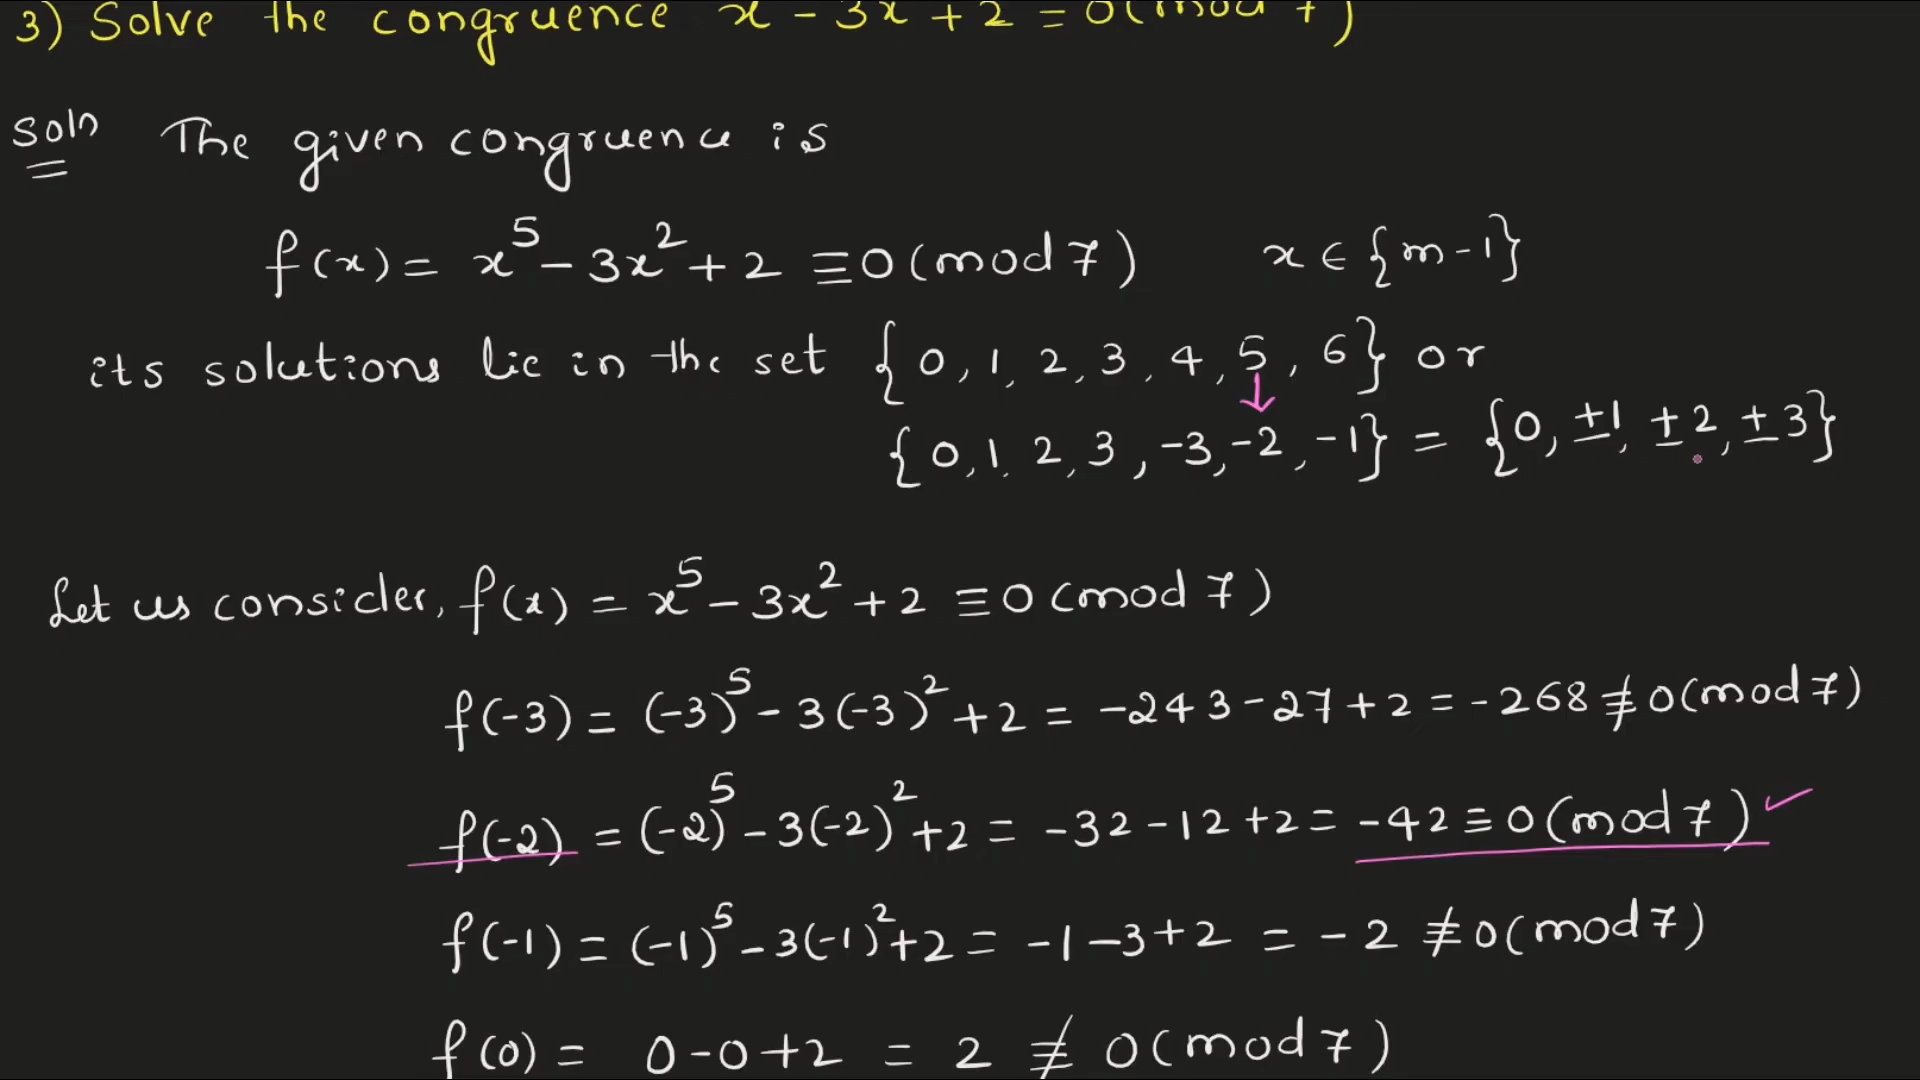 3) Solve the congruence x - 3x + 2 = 0 (mod 7)
Soln The given congruence is
f(x) = x⁵ - 3x² + 2 ≡ 0 (mod 7) x ∈ {m-1}
its solutions lie in the set {0, 1, 2, 3, 4, 5, 6} or
{0, 1, 2, 3, -3, -2, -1} = {0, ±1, ±2, ±3}
Let us consider, f(x) = x⁵ - 3x² + 2 ≡ 0 (mod 7)
f(-3) = (-3)⁵ - 3(-3)² + 2 = -243 - 27 + 2 = -268 ≢ 0 (mod 7)
f(-2) = (-2)⁵ - 3(-2)² + 2 = -32 - 12 + 2 = -42 ≡ 0 (mod 7) ✓
f(-1) = (-1)⁵ - 3(-1)² + 2 = -1 - 3 + 2 = -2 ≢ 0 (mod 7)
f(0) = 0 - 0 + 2 = 2 ≢ 0 (mod 7)